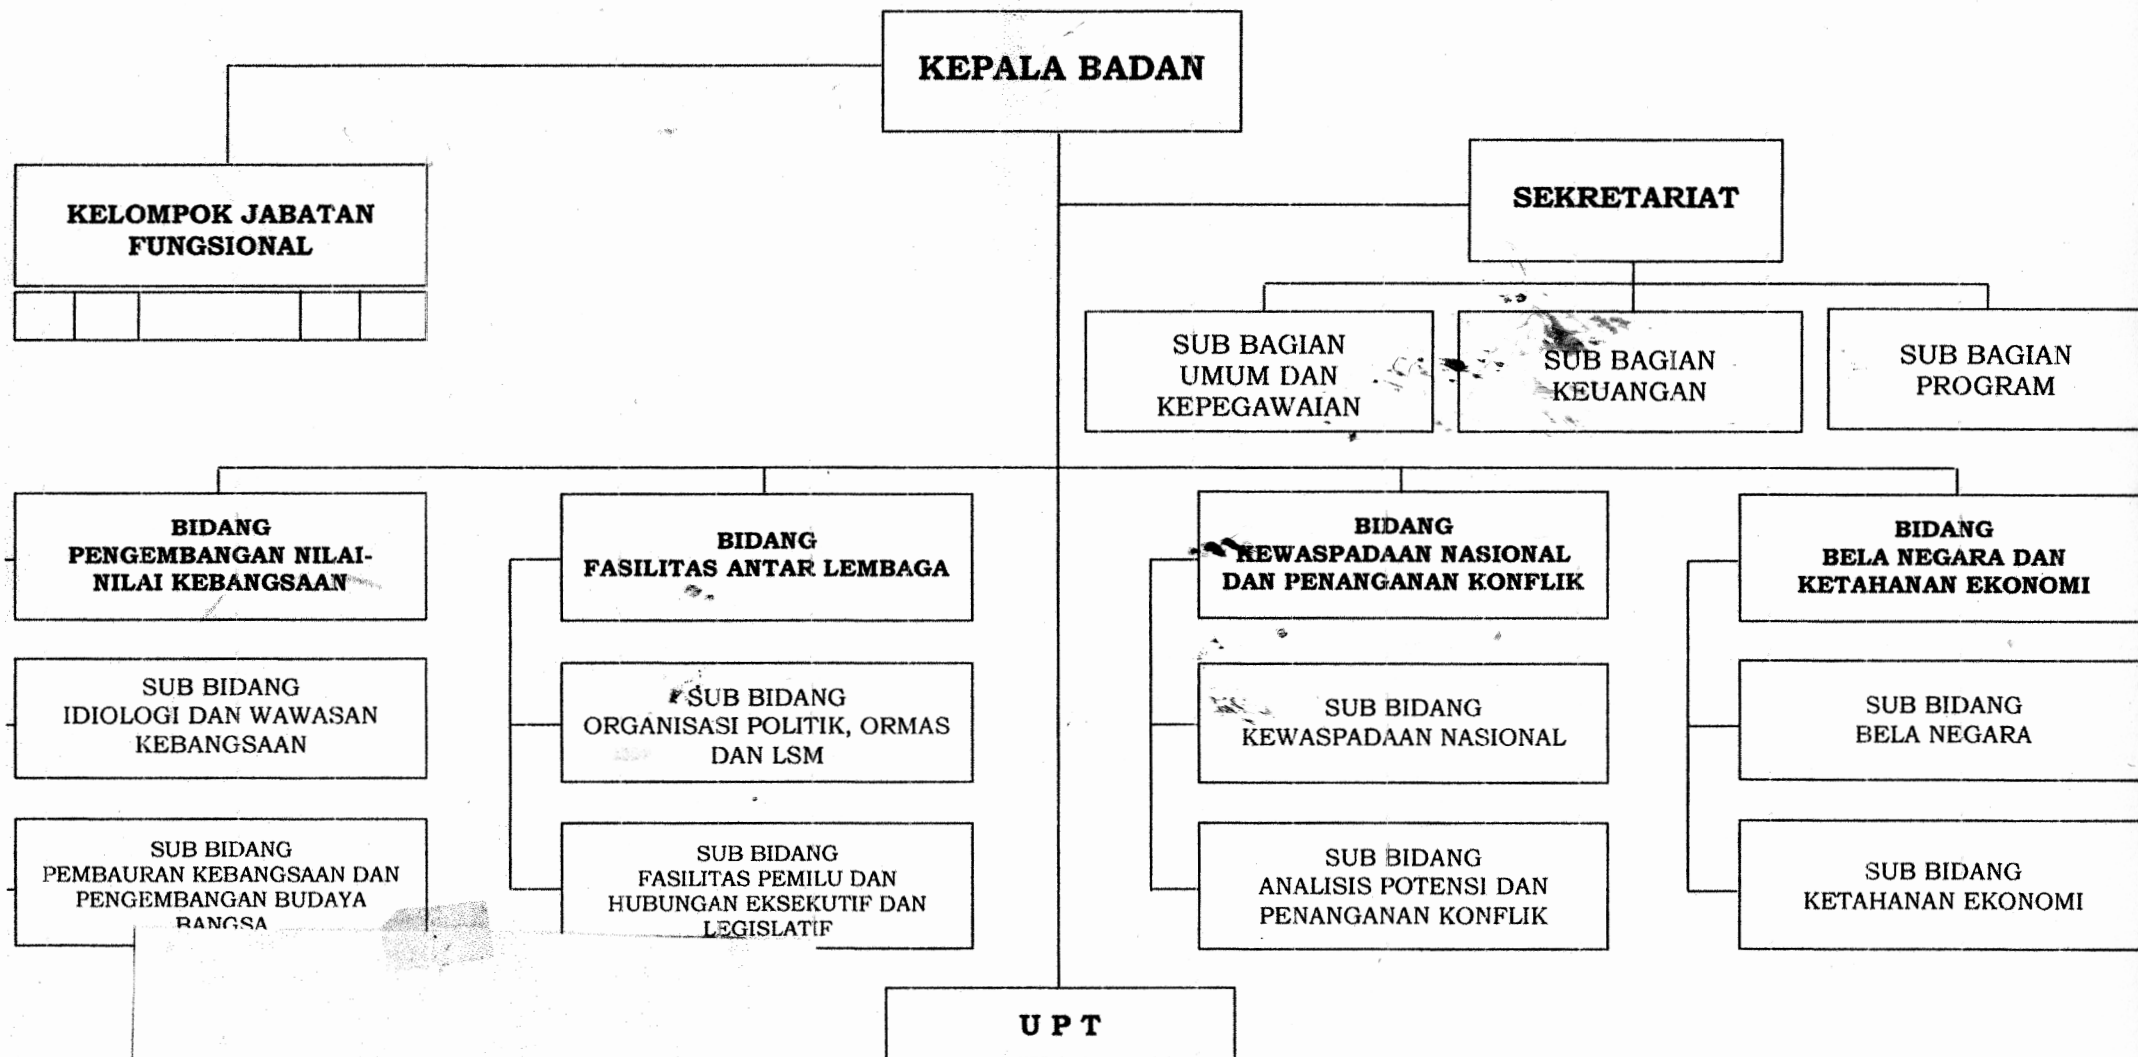 KEPALA BADAN
SEKRETARIAT
KELOMPOK JABATAN
FUNGSIONAL
SUB BAGIAN
UMUM DAN
KEPEGAWAIAN
SUB BAGIAN
KEUANGAN
SUB BAGIAN
PROGRAM
BIDANG
PENGEMBANGAN NILAI-
NILAI KEBANGSAAN
BIDANG
FASILITAS ANTAR LEMBAGA
BIDANG
KEWASPADAAN NASIONAL
DAN PENANGANAN KONFLIK
BIDANG
BELA NEGARA DAN
KETAHANAN EKONOMI
SUB BIDANG
IDIOLOGI DAN WAWASAN
KEBANGSAAN
SUB BIDANG
ORGANISASI POLITIK, ORMAS
DAN LSM
SUB BIDANG
KEWASPADAAN NASIONAL
SUB BIDANG
BELA NEGARA
SUB BIDANG
PEMBAURAN KEBANGSAAN DAN
PENGEMBANGAN BUDAYA
BANGSA
SUB BIDANG
FASILITAS PEMILU DAN
HUBUNGAN EKSEKUTIF DAN
LEGISLATIF
SUB BIDANG
ANALISIS POTENSI DAN
PENANGANAN KONFLIK
SUB BIDANG
KETAHANAN EKONOMI
U P T